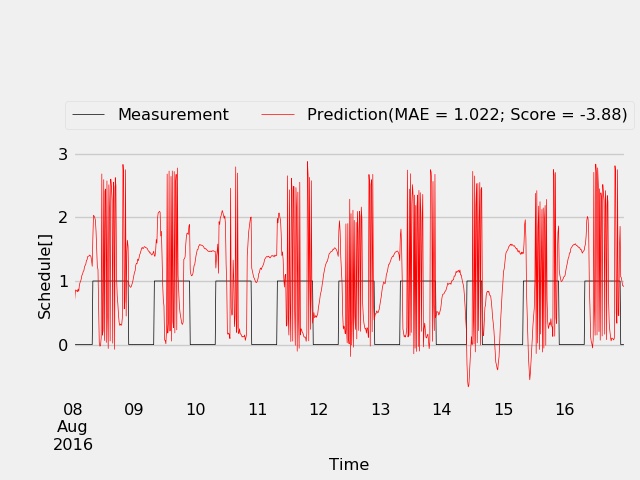 Measurement
Prediction(MAE = 1.022; Score = -3.88)
3
2
1
0
Schedule[]
08 09 10 11 12 13 14 15 16
Aug
2016
Time